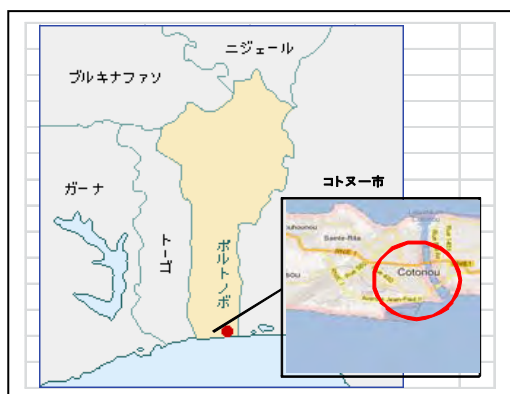 ニジェール
ブルキナファソ
ガーナ
トーゴ
ポルトノボ
コトヌー市
Sainte-Rita
Cotonou